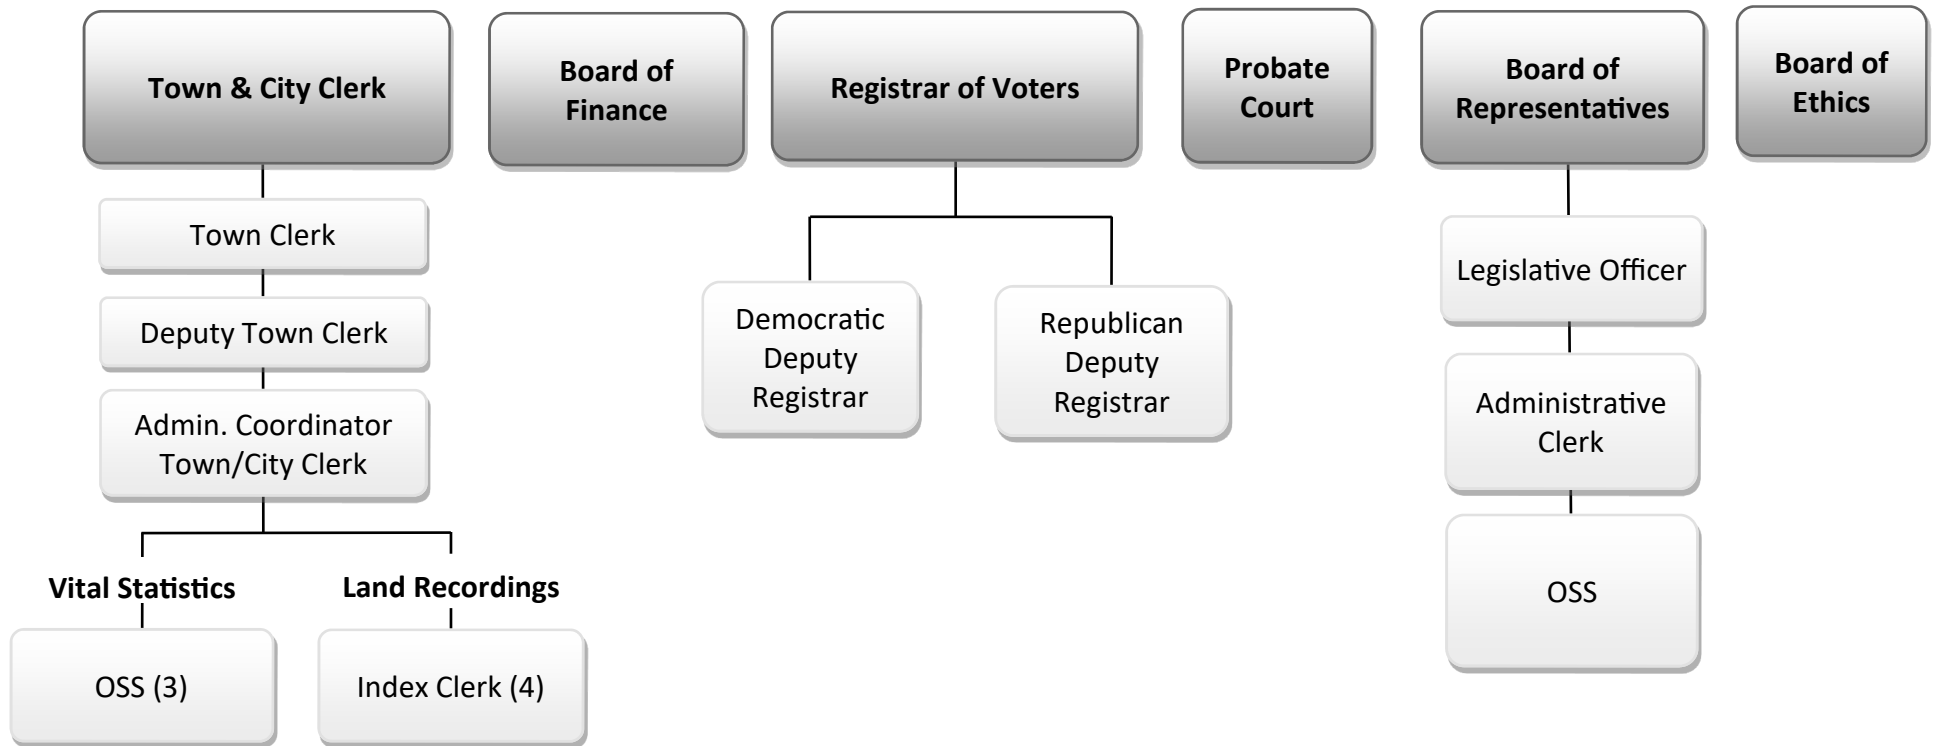 Town & City Clerk
Board of
Finance
Registrar of Voters
Probate
Court
Board of
Representatives
Board of
Ethics
Town Clerk
Deputy Town Clerk
Admin. Coordinator
Town/City Clerk
Vital Statistics
Land Recordings
OSS (3)
Index Clerk (4)
Democratic
Deputy
Registrar
Republican
Deputy
Registrar
Legislative Officer
Administrative
Clerk
OSS